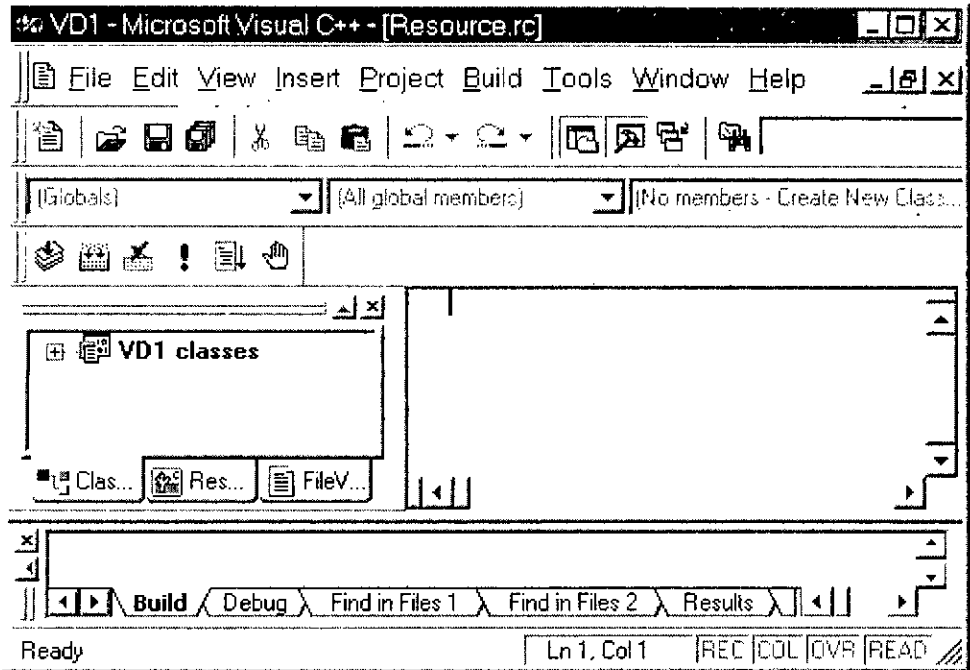 VD1 - Microsoft Visual C++ - [Resource.rc]
File Edit View Insert Project Build Tools Window Help
(Globals) (All global members) (No members - Create New Class...
VD1 classes
Clas... Res... FileV...
Build Debug Find in Files 1 Find in Files 2 Results
Ready Ln 1, Col 1 REC COL OVR READ